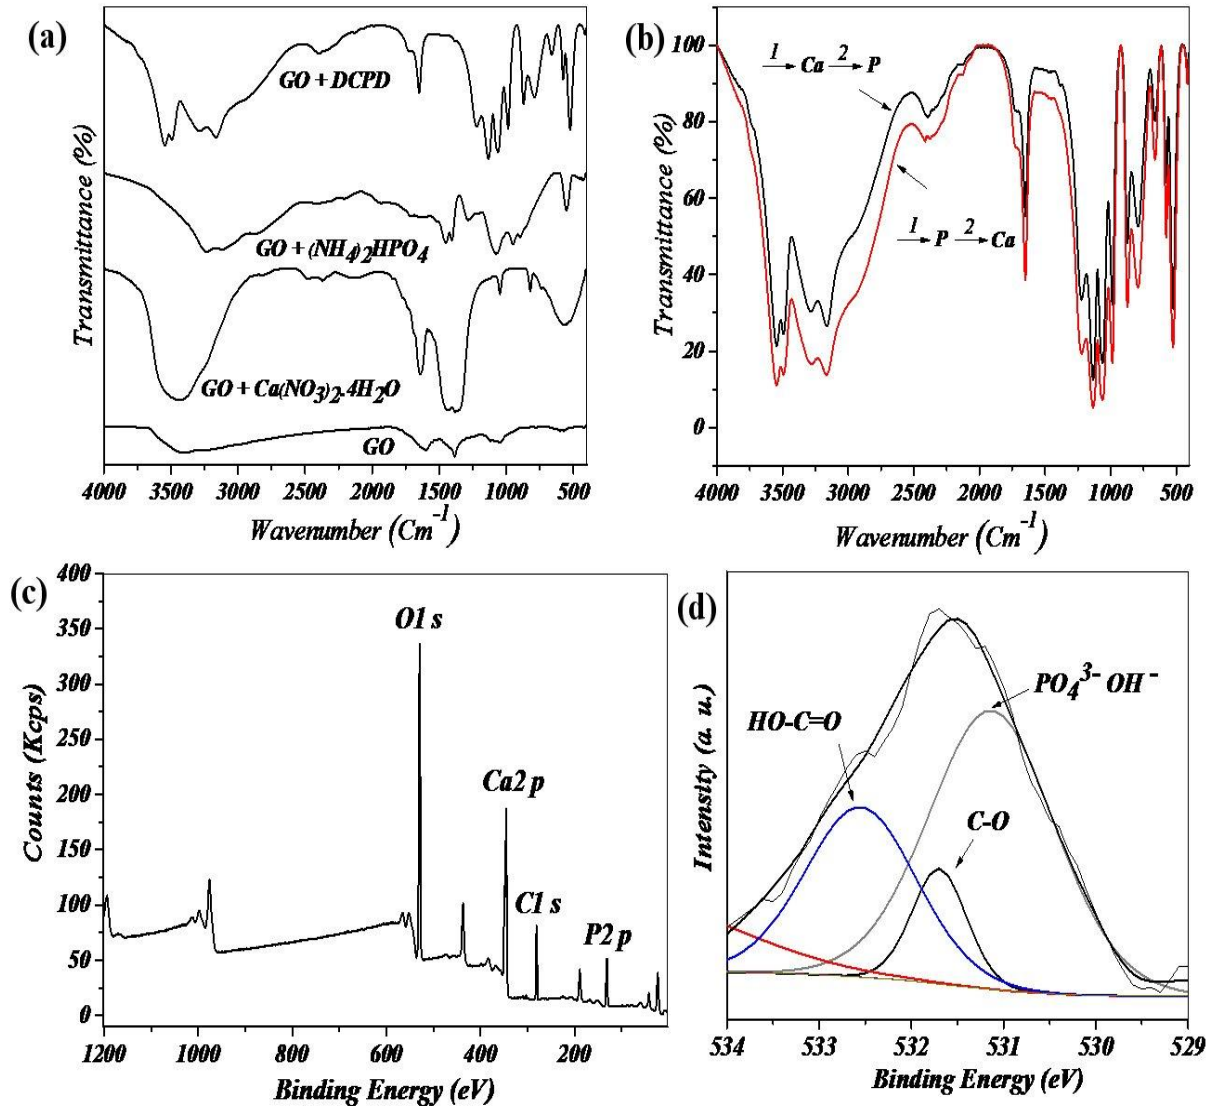 (a)
GO + DCPD
GO + (NH4)2HPO4
GO + Ca(NO3)2.4H2O
GO
Transmittance (%)
4000 3500 3000 2500 2000 1500 1000 500
Wavenumber (Cm-1)
(b)
1 Ca 2 P
1 P 2 Ca
Transmittance (%)
100
80
60
40
20
0
4000 3500 3000 2500 2000 1500 1000 500
Wavenumber (Cm-1)
(c)
O1 s
Ca2 p
C1 s
P2 p
Counts (Kcps)
400
350
300
250
200
150
100
50
0
1200 1000 800 600 400 200
Binding Energy (eV)
(d)
PO4 3- OH -
HO-C=O
C-O
Intensity (a. u.)
534 533 532 531 530 529
Binding Energy (eV)